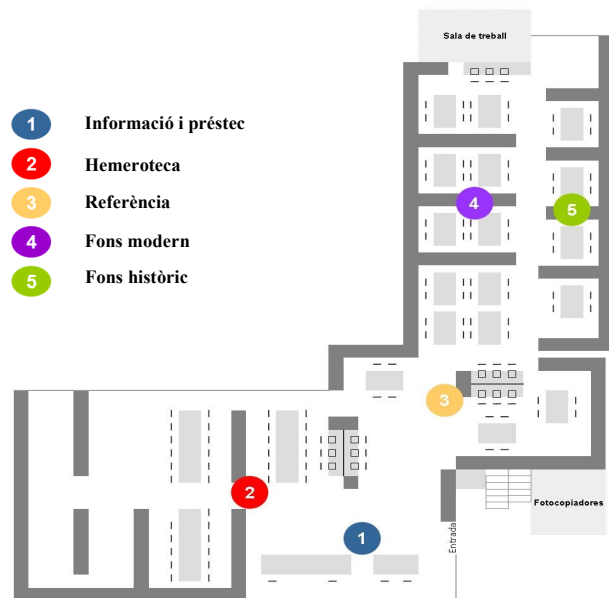 Sala de treball
1 Informació i préstec
2 Hemeroteca
3 Referència
4 Fons modern
5 Fons històric
4
5
3
2
1
Entrada
Fotocopiadores